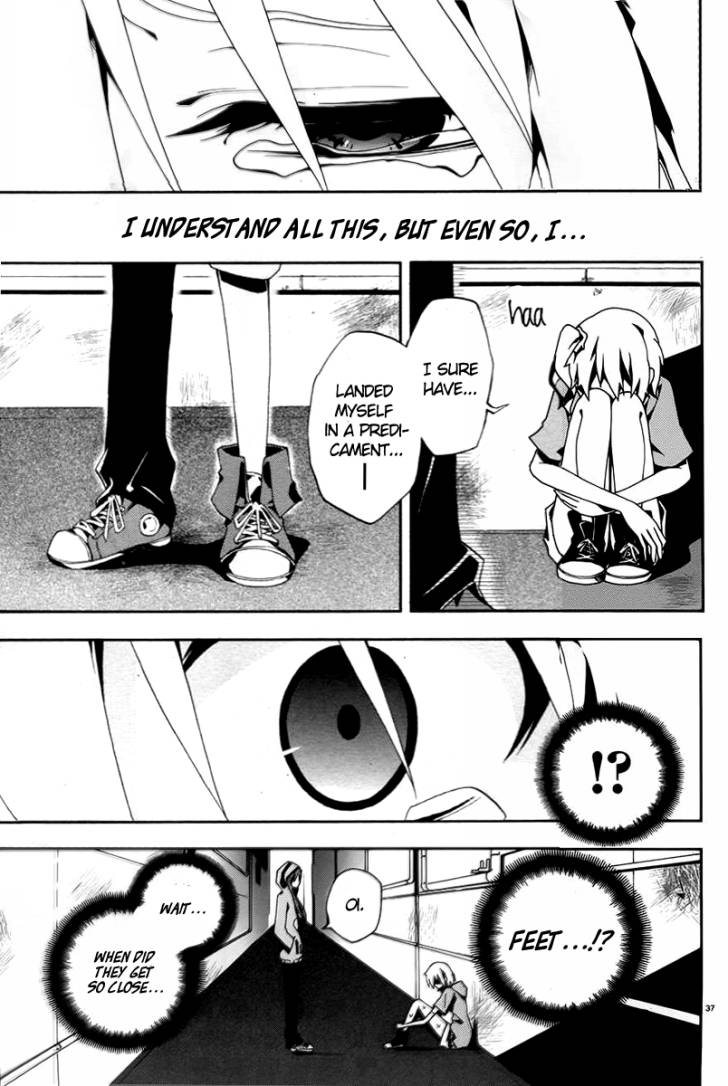 I UNDERSTAND ALL THIS, BUT EVEN SO, I...
haa
I SURE
HAVE...
LANDED
MYSELF
IN A PREDI-
CAMENT...
!?
FEET...!?
OI.
WAIT...
WHEN DID
THEY GET
SO CLOSE...
37